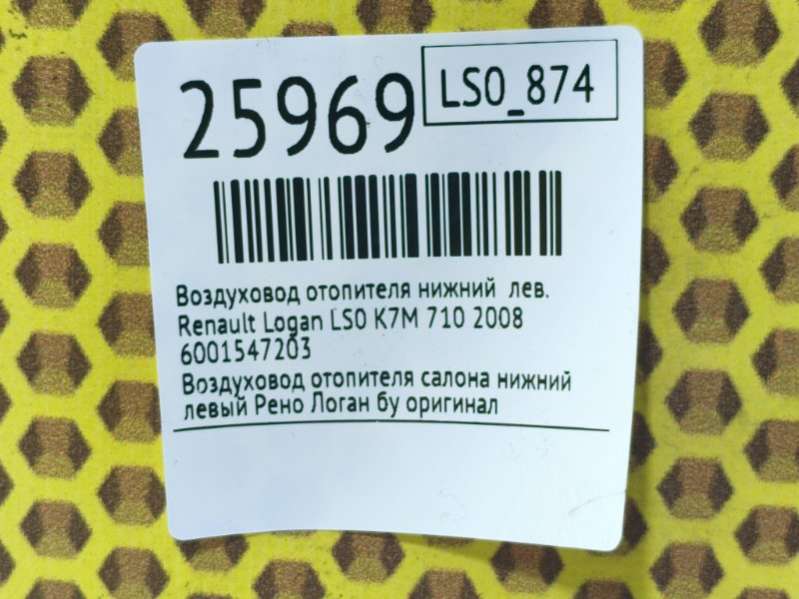 25969
LS0_874
Воздуховод отопителя нижний лев.
Renault Logan LS0 K7M 710 2008
6001547203
Воздуховод отопителя салона нижний
левый Рено Логан бу оригинал